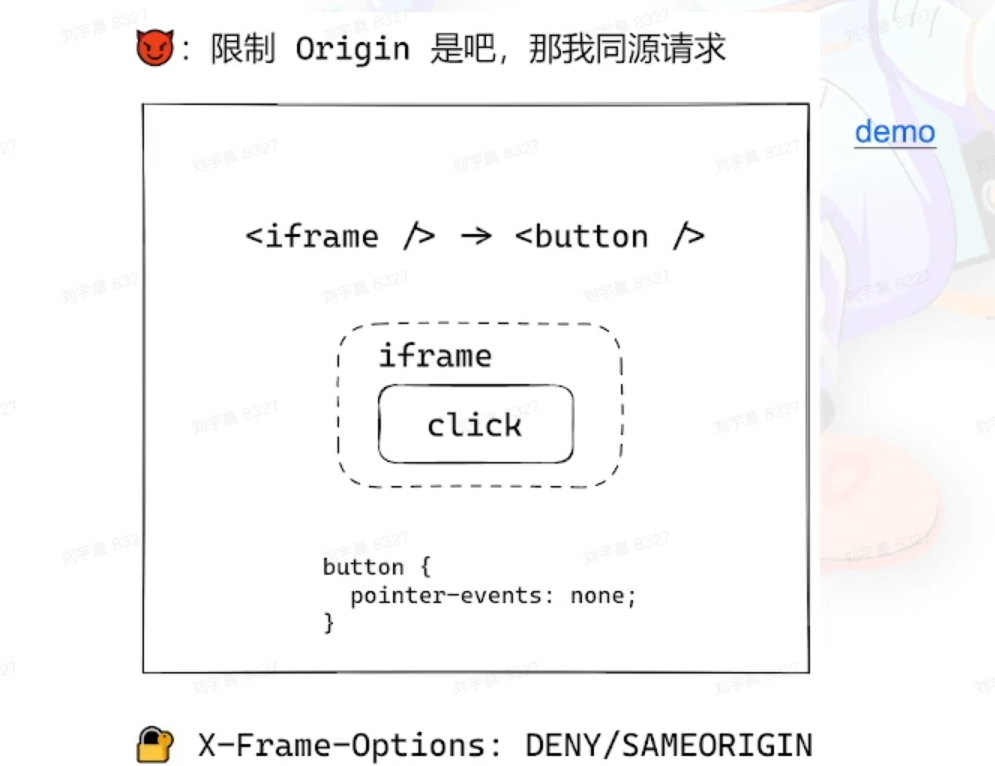 😈: 限制 Origin 是吧，那我同源请求
demo
<iframe /> → <button />
iframe
click
button {
  pointer-events: none;
}
🔐 X-Frame-Options: DENY/SAMEORIGIN
刘宇晨 8327